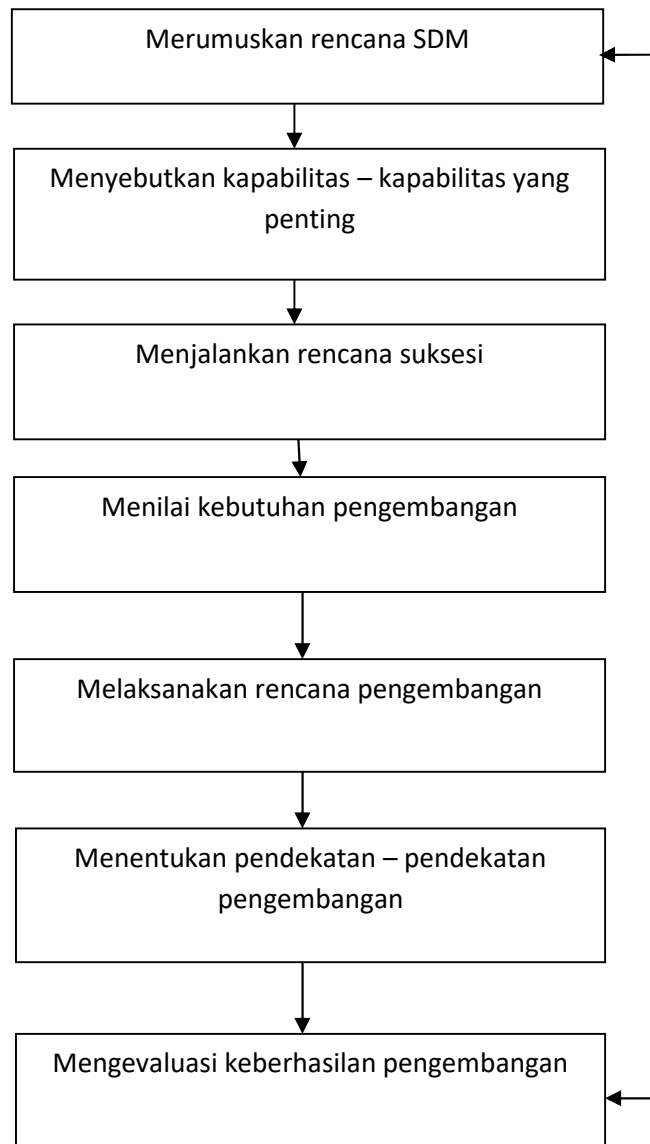 Merumuskan rencana SDM
Menyebutkan kapabilitas – kapabilitas yang
penting
Menjalankan rencana suksesi
Menilai kebutuhan pengembangan
Melaksanakan rencana pengembangan
Menentukan pendekatan – pendekatan
pengembangan
Mengevaluasi keberhasilan pengembangan